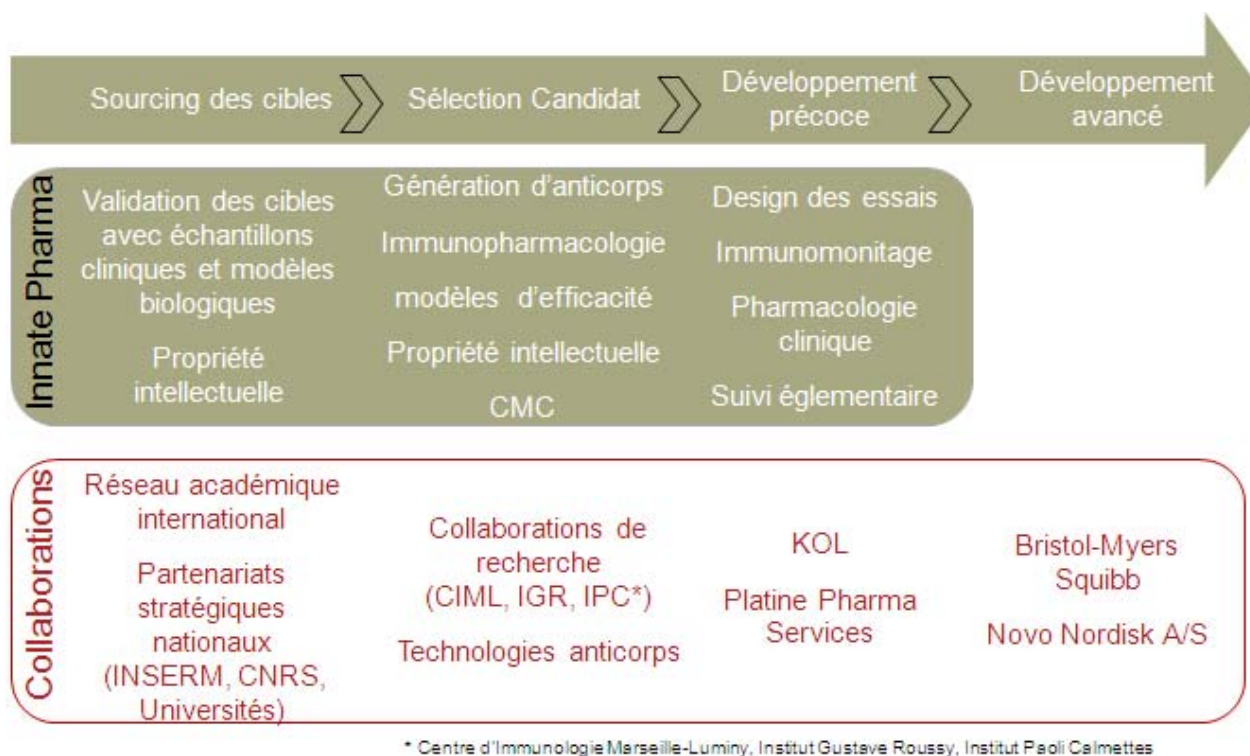 Sourcing des cibles
Sélection Candidat
Développement
précoce
Développement
avancé
Innate Pharma
Validation des cibles
avec échantillons
cliniques et modèles
biologiques
Propriété
intellectuelle
Génération d'anticorps
Immunopharmacologie
modèles d'efficacité
Propriété intellectuelle
CMC
Design des essais
Immunomonitage
Pharmacologie
clinique
Suivi églementaire
Collaborations
Réseau académique
international
Partenariats
stratégiques
nationaux
(INSERM, CNRS,
Universités)
Collaborations de
recherche
(CIML, IGR, IPC*)
Technologies anticorps
KOL
Platine Pharma
Services
Bristol-Myers
Squibb
Novo Nordisk A/S
* Centre d'Immunologie Marseille-Luminy, Institut Gustave Roussy, Institut Paoli Calmettes